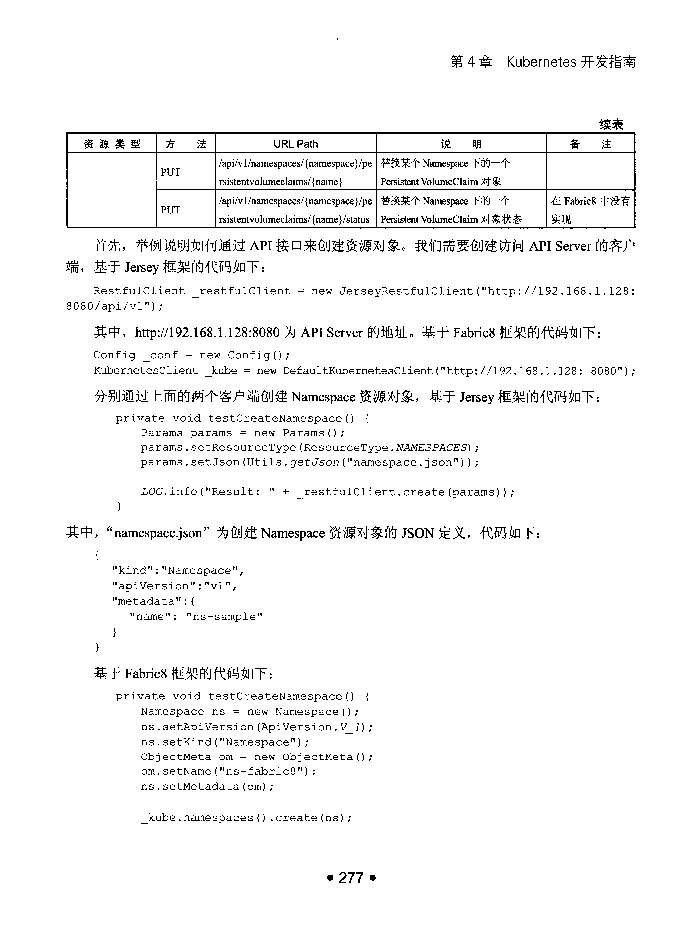 第 4 章 Kubernetes 开发指南
续表
资 源 类 型 方 法 URL Path 说 明 备 注
PUT /api/v1/namespaces/{namespace}/pe 替换某个 Namespace 下的一个
rsistentvolumeclaims/{name} Persistent VolumeClaim 对象
PUT /api/v1/namespaces/{namespace}/pe 替换某个 Namespace 下的一个 在 Fabric8 中没有
rsistentvolumeclaims/{name}/status Persistent VolumeClaim 对象状态 实现
首先，举例说明如何通过 API 接口来创建资源对象。我们需要创建访问 API Server 的客户
端，基于 Jersey 框架的代码如下：
RestfulClient _restfulClient = new JerseyRestfulClient("http://192.168.1.128:
8080/api/v1");
其中，http://192.168.1.128:8080 为 API Server 的地址。基于 Fabric8 框架的代码如下：
Config _conf = new Config();
KubernetesClient _kube = new DefaultKubernetesClient("http://192.168.1.128: 8080");
分别通过上面的两个客户端创建 Namespace 资源对象，基于 Jersey 框架的代码如下：
private void testCreateNamespace() {
Params params = new Params();
params.setResourceType(ResourceType.NAMESPACES);
params.setJson(Utils.getJson("namespace.json"));
LOG.info("Result: " + _restfulClient.create(params));
}
其中，“namespace.json”为创建 Namespace 资源对象的 JSON 定义，代码如下：
{
"kind":"Namespace",
"apiVersion":"v1",
"metadata":{
"name": "ns-sample"
}
}
基于 Fabric8 框架的代码如下：
private void testCreateNamespace() {
Namespace ns = new Namespace();
ns.setApiVersion(ApiVersion.V_1);
ns.setKind("Namespace");
ObjectMeta om = new ObjectMeta();
om.setName("ns-fabric8");
ns.setMetadata(om);
_kube.namespaces().create(ns);
• 277 •